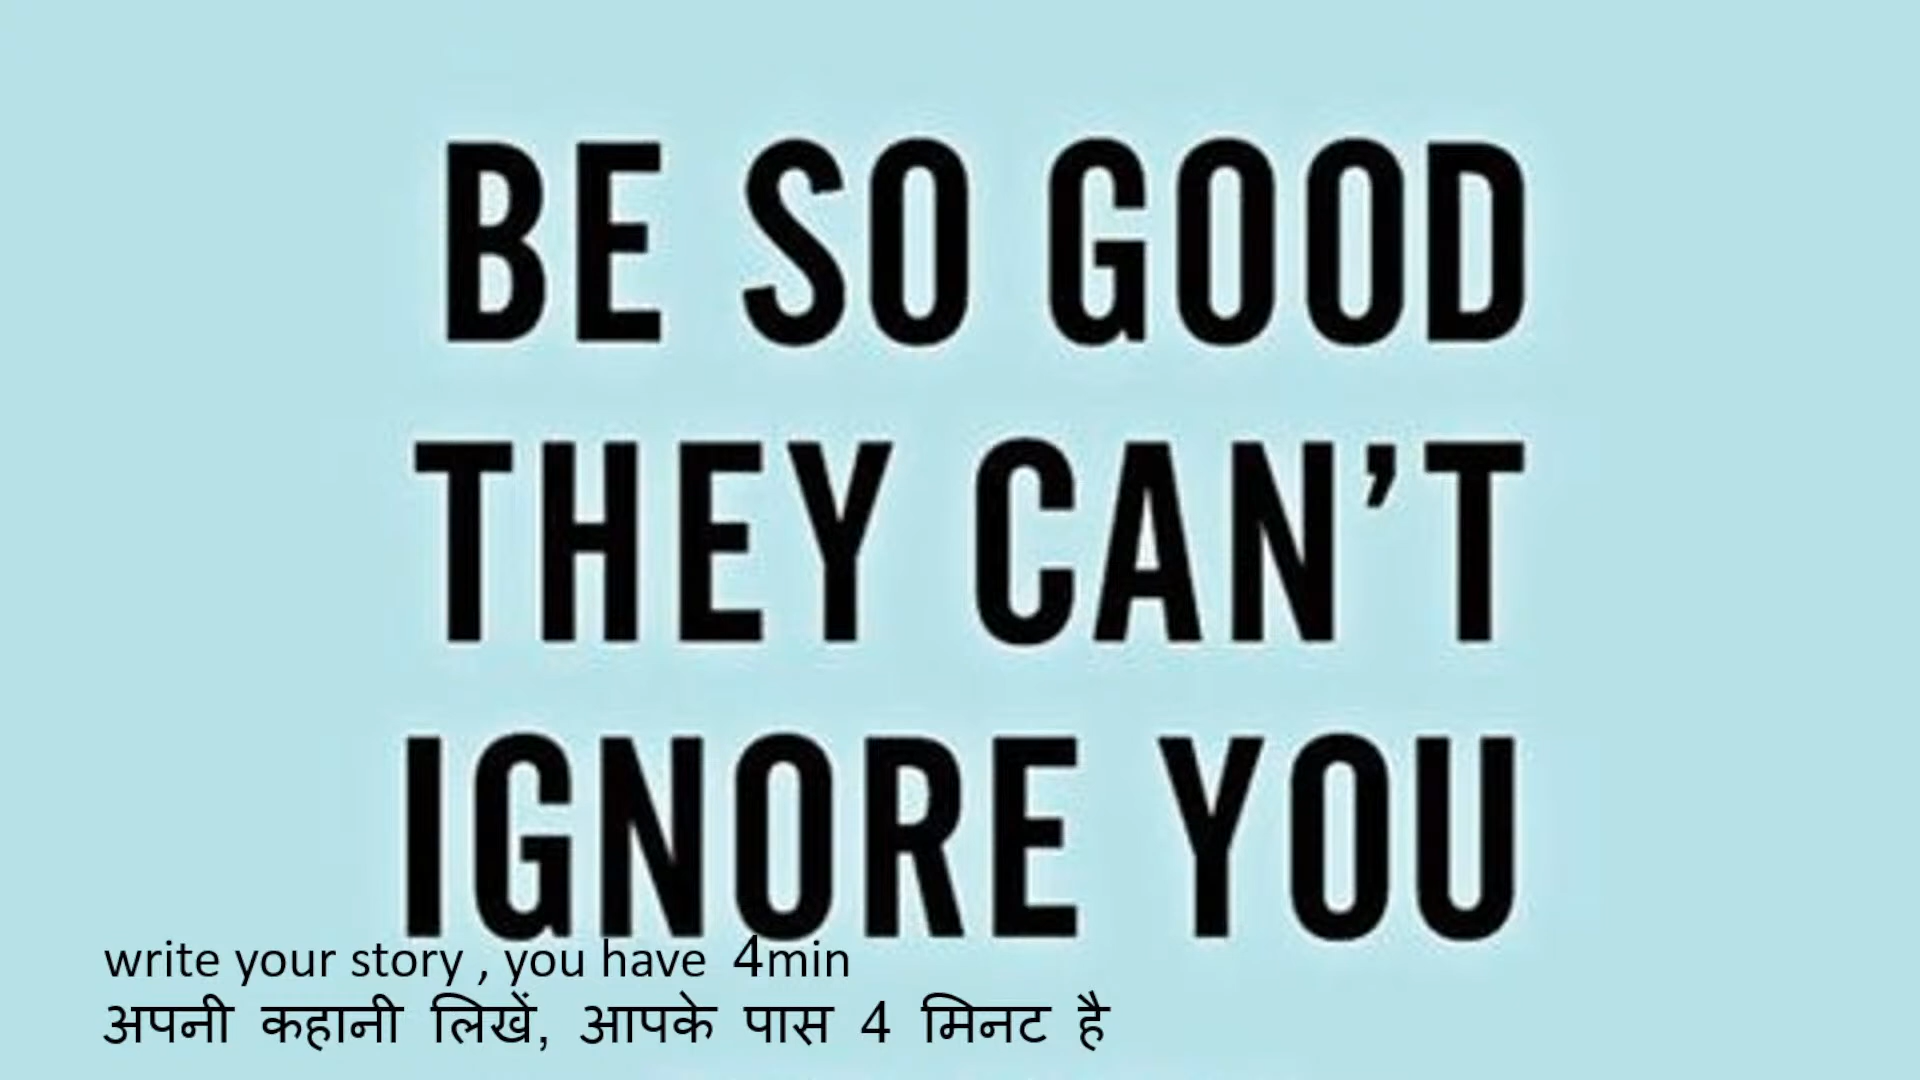 BE SO GOOD
THEY CAN’T
IGNORE YOU
write your story , you have 4min
अपनी कहानी लिखें, आपके पास 4 मिनट है